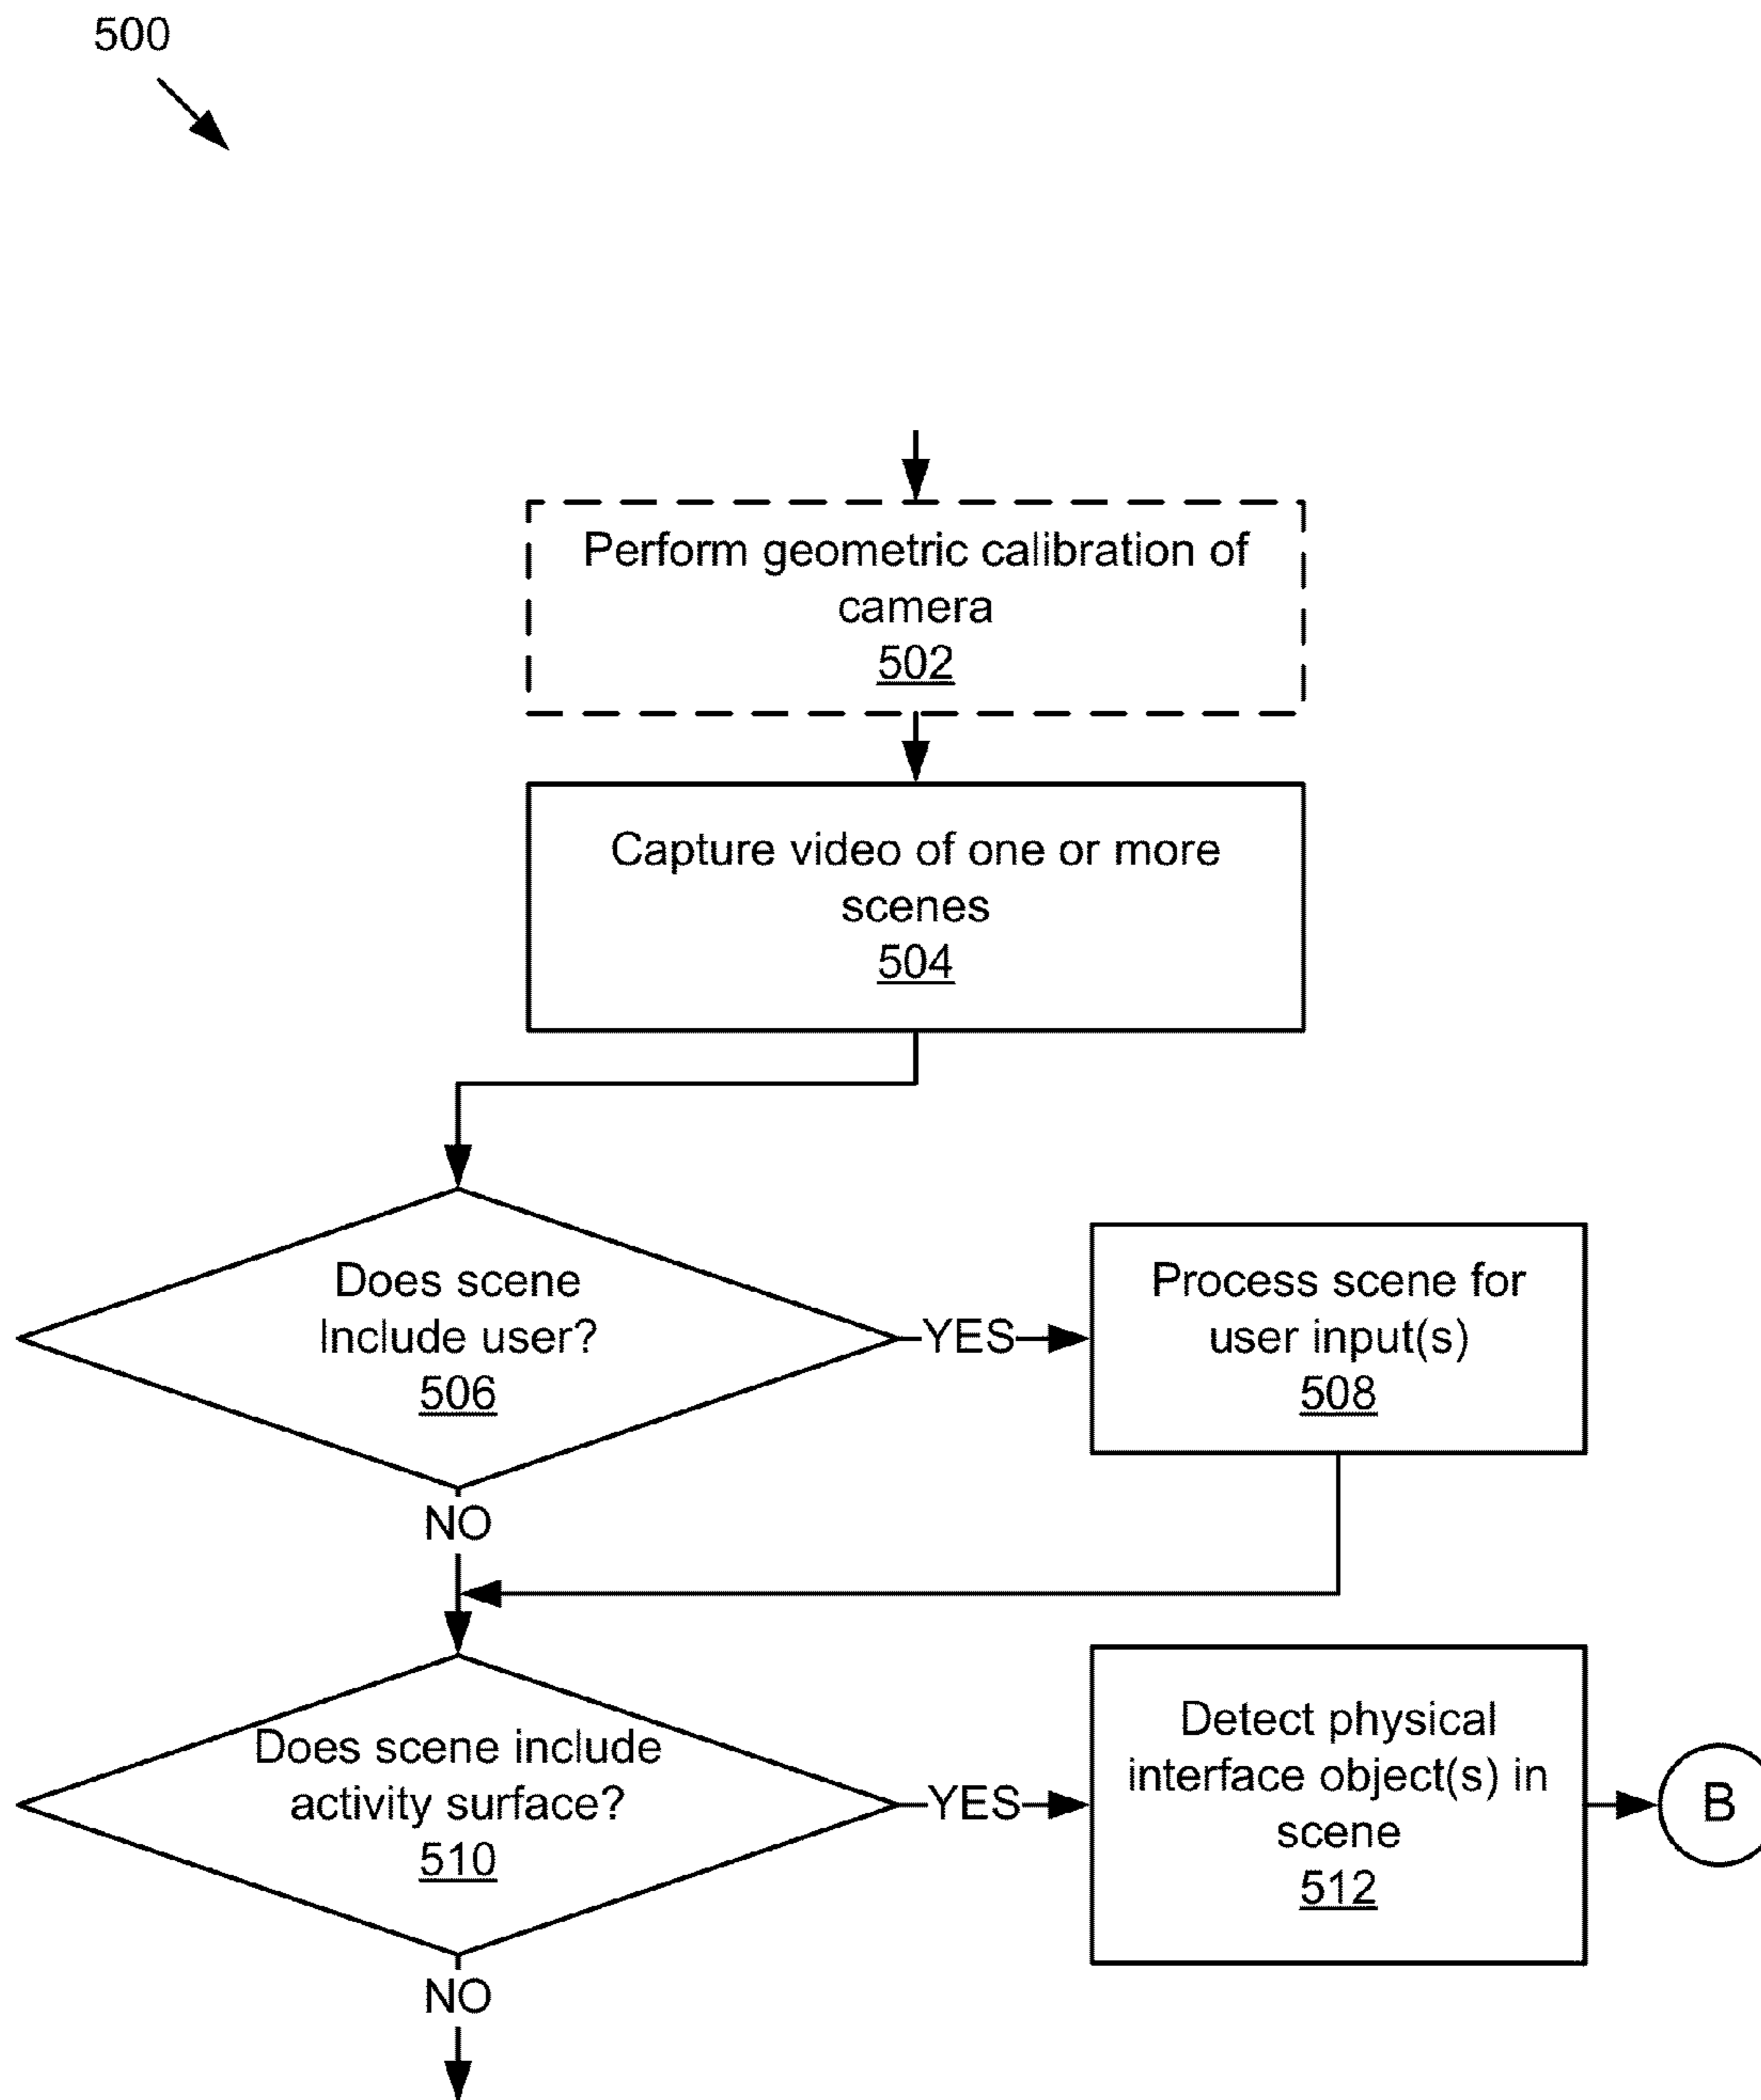 500
Perform geometric calibration of
camera
502
Capture video of one or more
scenes
504
Does scene
Include user?
506
YES
Process scene for
user input(s)
508
NO
Does scene include
activity surface?
510
YES
Detect physical
interface object(s) in
scene
512
B
NO